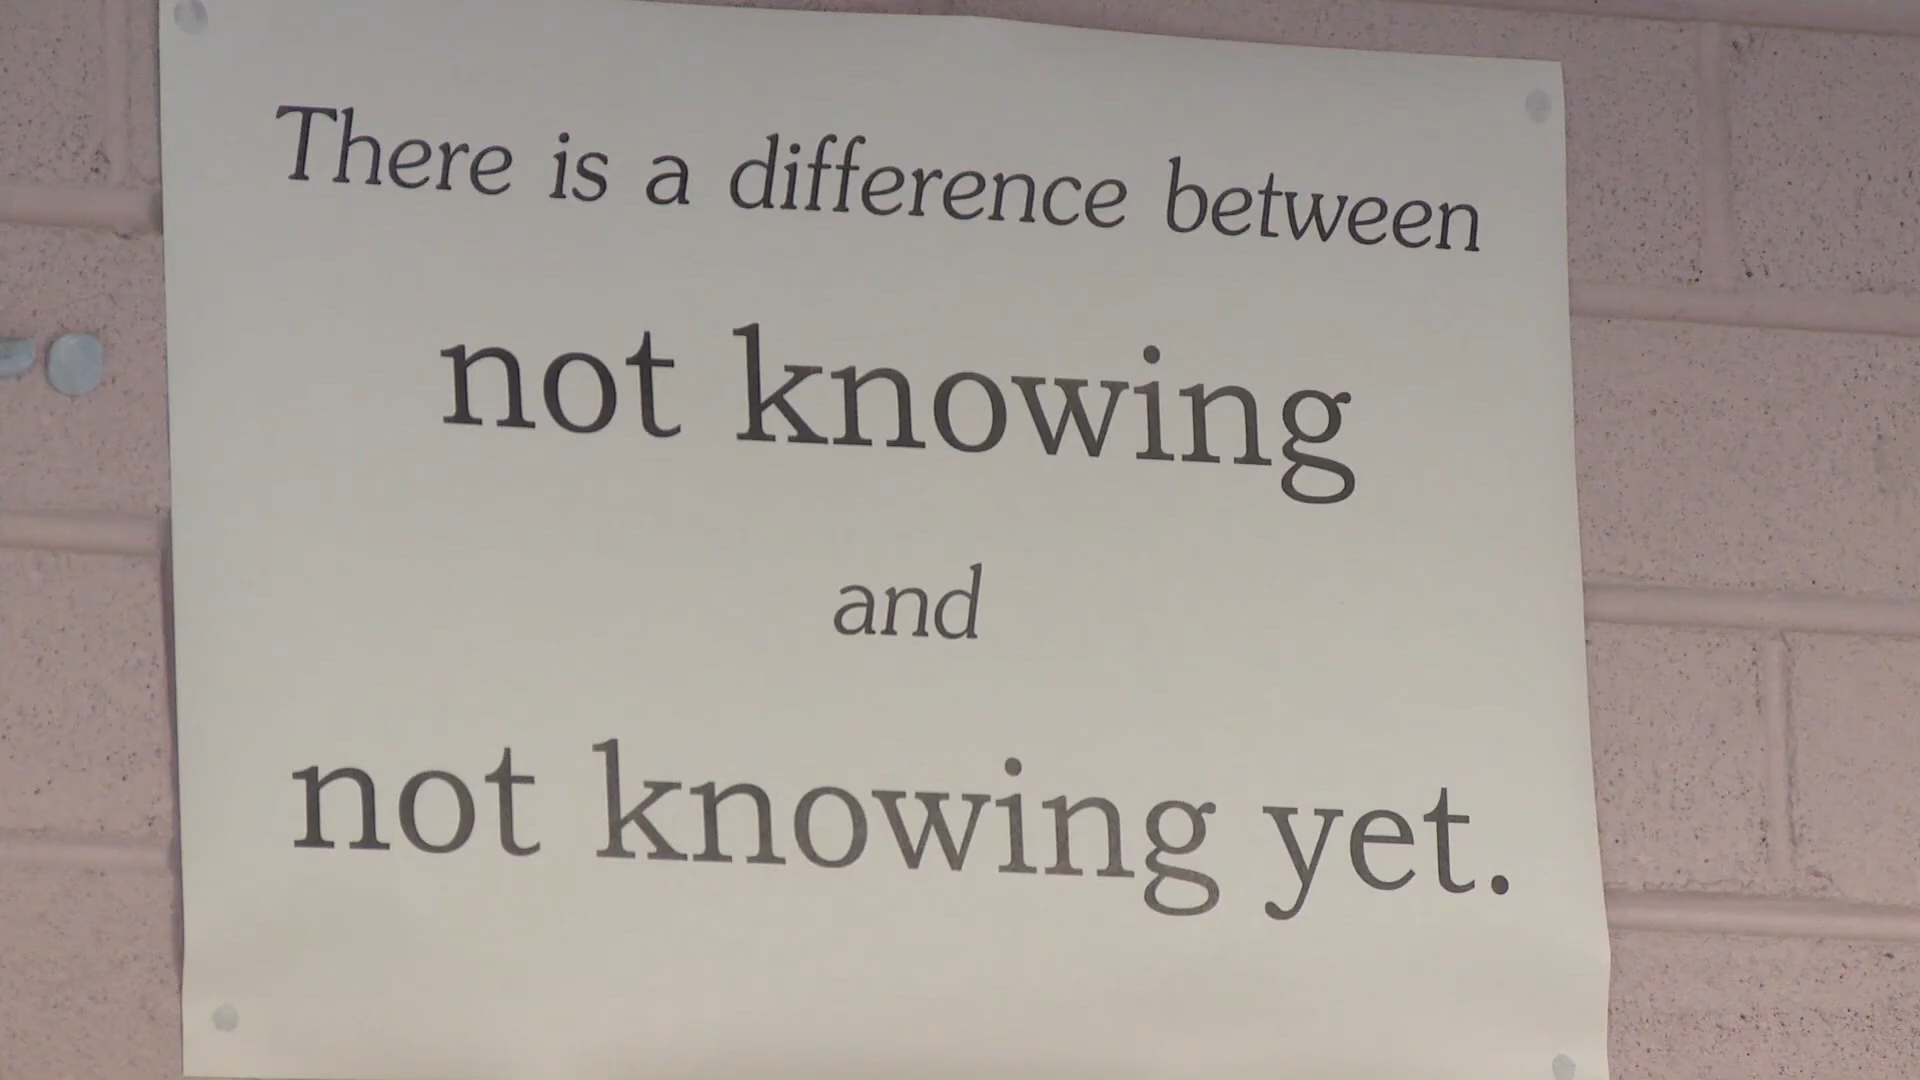 There is a difference between
not knowing
and
not knowing yet.